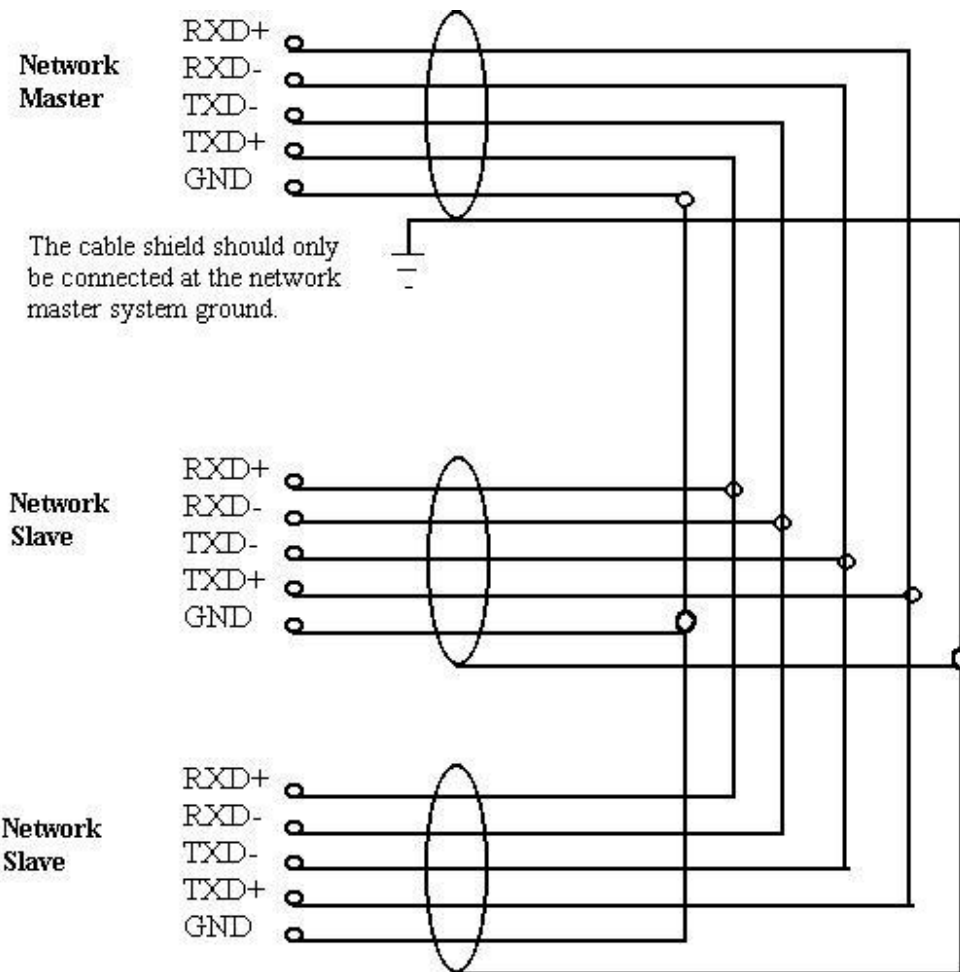 RXD+
Network
Master
RXD-
TXD-
TXD+
GND
The cable shield should only
be connected at the network
master system ground.
RXD+
Network
Slave
RXD-
TXD-
TXD+
GND
RXD+
Network
Slave
RXD-
TXD-
TXD+
GND